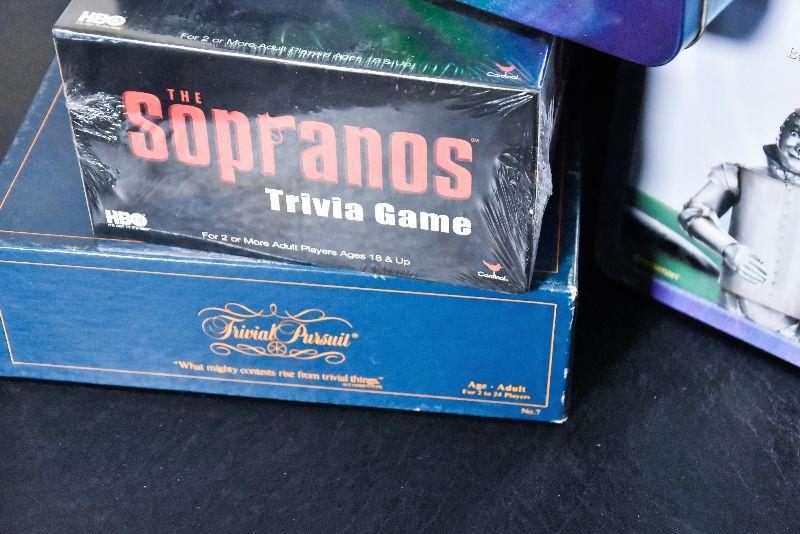 HBO
For 2 or More Adult Players Ages 18 & Up
Cardinal
THE
Sopranos
SM
Trivia Game
HBO
For 2 or More Adult Players Ages 18 & Up
Cardinal
Trivial Pursuit®
"What mighty contests rise from trivial things"
Age · Adult
For 2 to 24 Players
No. 7